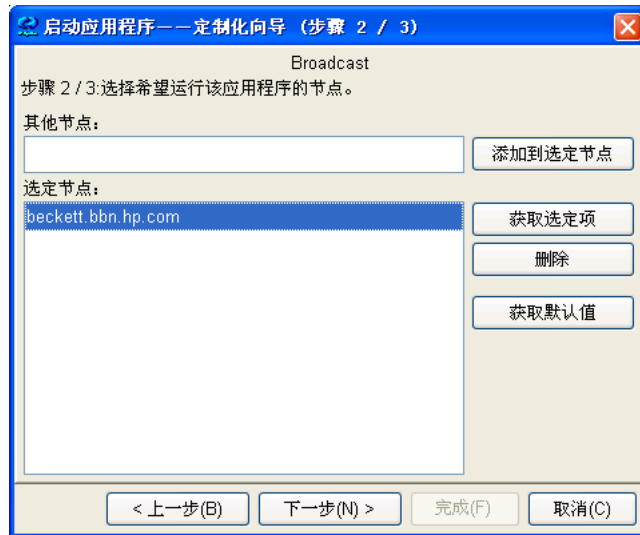 启动应用程序——定制化向导 (步骤 2 / 3)
Broadcast
步骤 2 / 3:选择希望运行该应用程序的节点。
其他节点:
添加到选定节点
选定节点:
beckett.bbn.hp.com
获取选定项
删除
获取默认值
< 上一步(B) 下一步(N) > 完成(F) 取消(C)